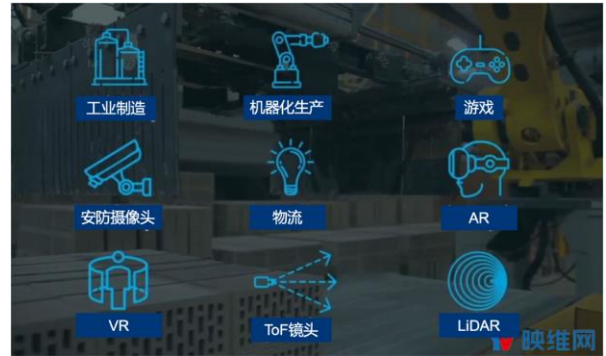 工业制造
机器化生产
游戏
安防摄像头
物流
AR
VR
ToF镜头
LiDAR
映维网